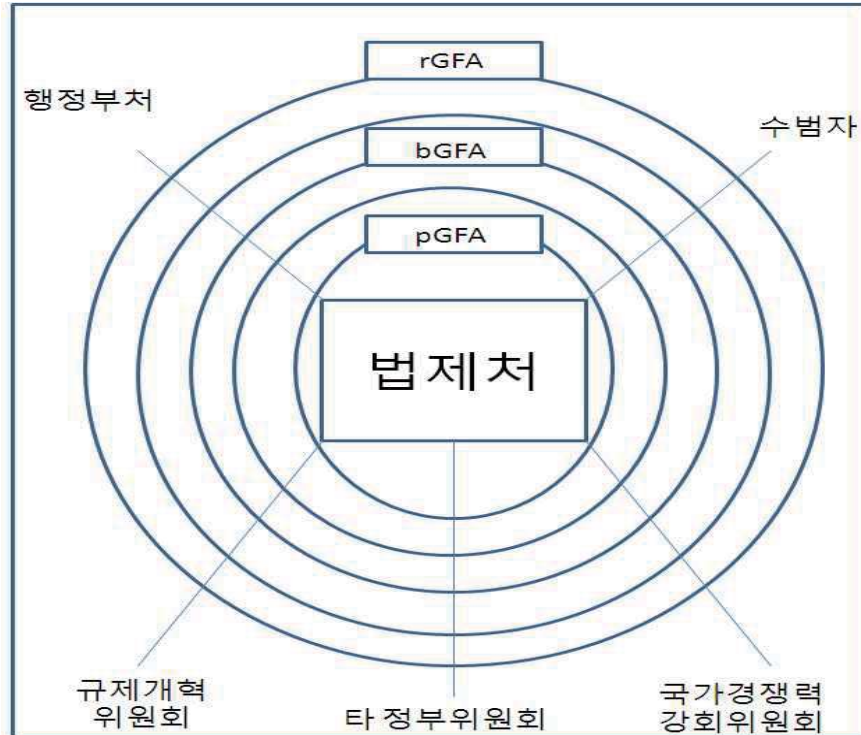 rGFA
행정부처
수범자
bGFA
pGFA
법제처
규제개혁
위원회
타정부위원회
국가경쟁력
강회위원회